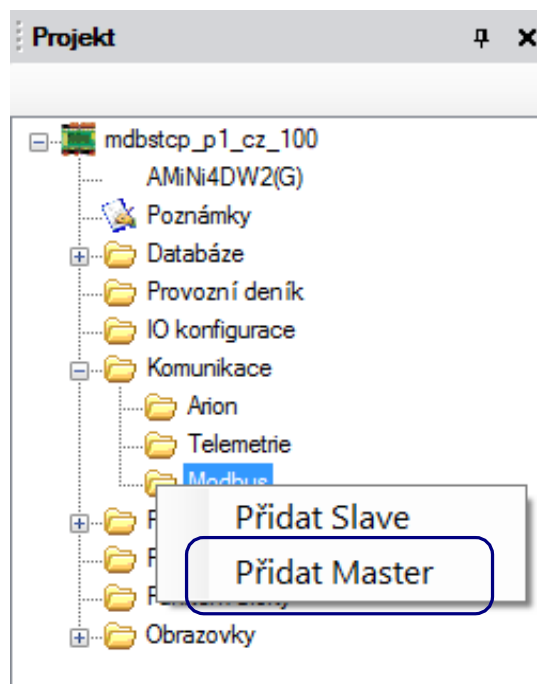 Projekt
mdbstcp_p1_cz_100
AMiNi4DW2(G)
Poznámky
Databáze
Provozní deník
IO konfigurace
Komunikace
Arion
Telemetrie
Modbus
Přidat Slave
Přidat Master
Obrazovky